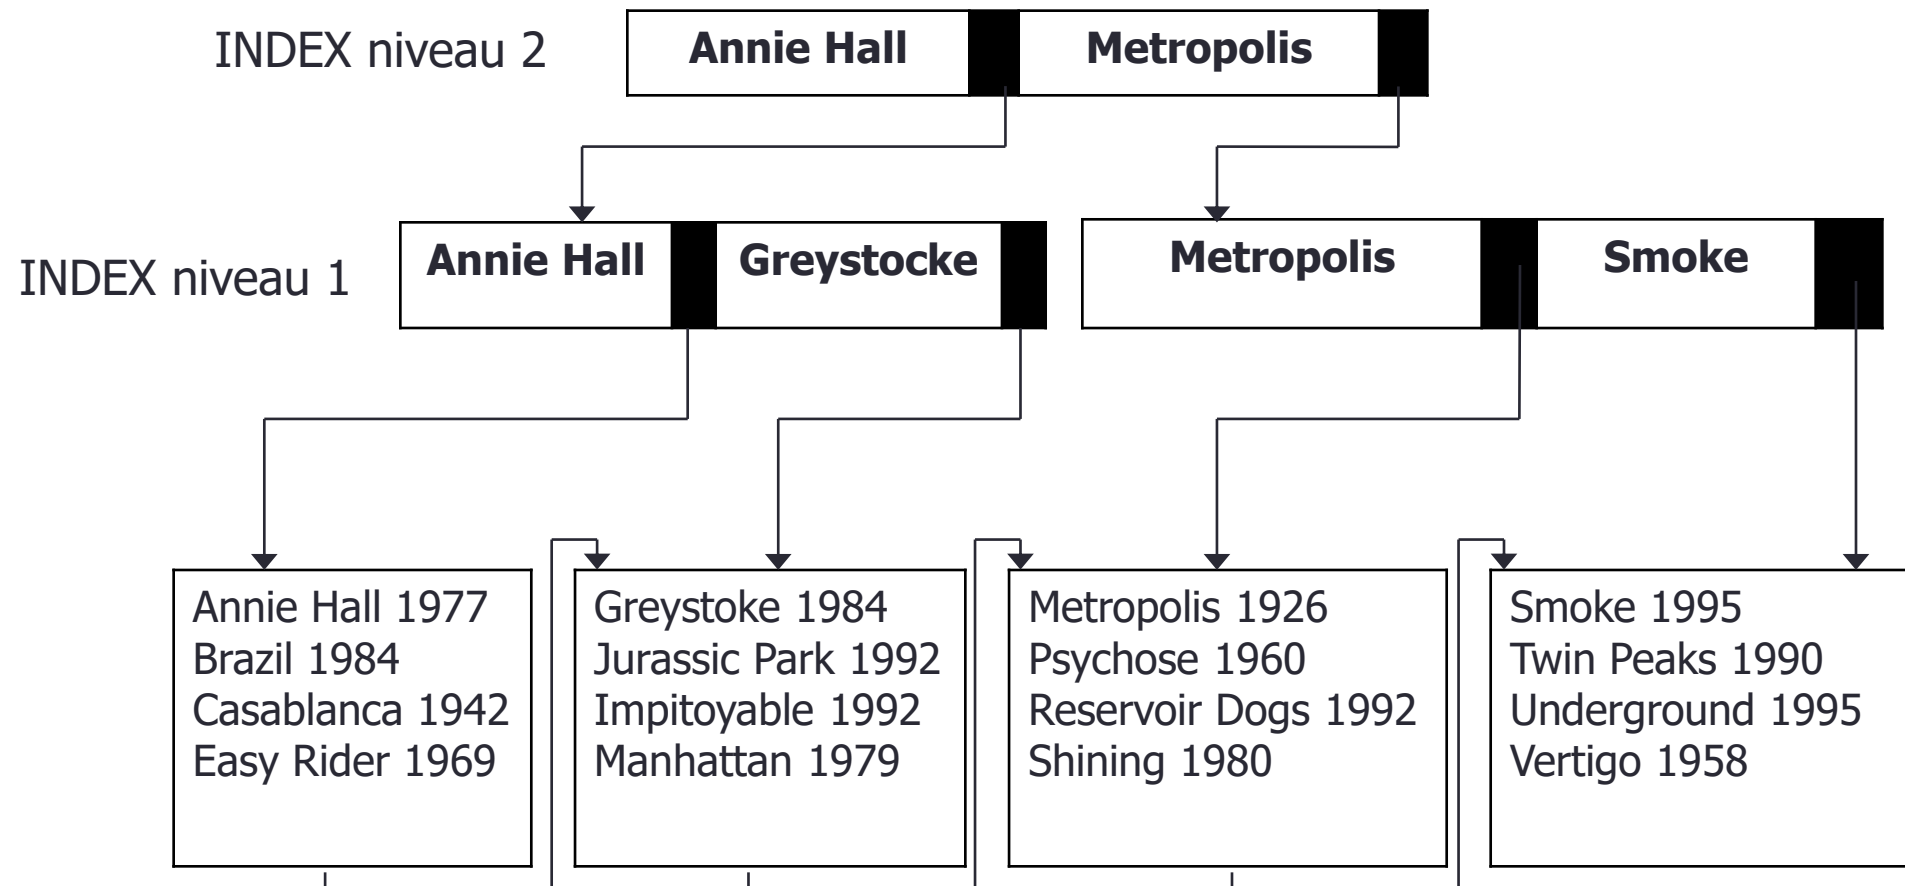 INDEX niveau 2
Annie Hall
Metropolis
INDEX niveau 1
Annie Hall
Greystocke
Metropolis
Smoke
Annie Hall 1977
Brazil 1984
Casablanca 1942
Easy Rider 1969
Greystoke 1984
Jurassic Park 1992
Impitoyable 1992
Manhattan 1979
Metropolis 1926
Psychose 1960
Reservoir Dogs 1992
Shining 1980
Smoke 1995
Twin Peaks 1990
Underground 1995
Vertigo 1958